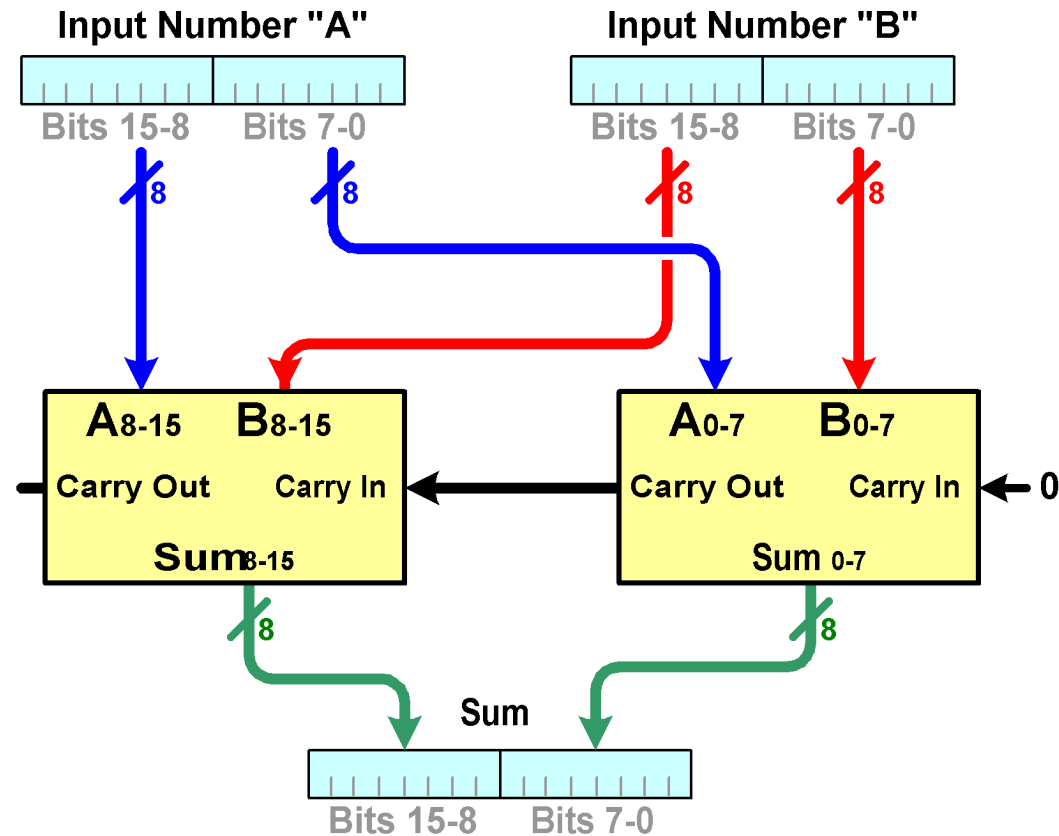 Input Number "A" Input Number "B"
Bits 15-8 Bits 7-0 Bits 15-8 Bits 7-0
8 8 8 8
A8-15 B8-15 A0-7 B0-7
Carry Out Carry In Carry Out Carry In 0
Sum8-15 Sum 0-7
8 8
Sum
Bits 15-8 Bits 7-0